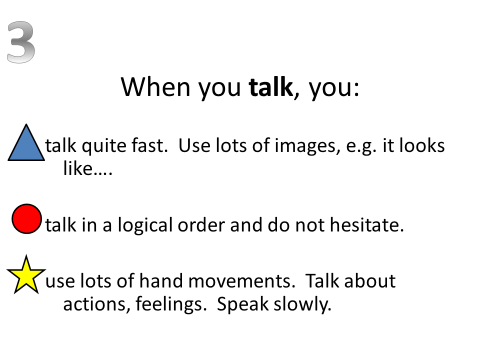 3
When you talk, you:
talk quite fast.  Use lots of images, e.g. it looks
like....
talk in a logical order and do not hesitate.
use lots of hand movements.  Talk about
actions, feelings.  Speak slowly.